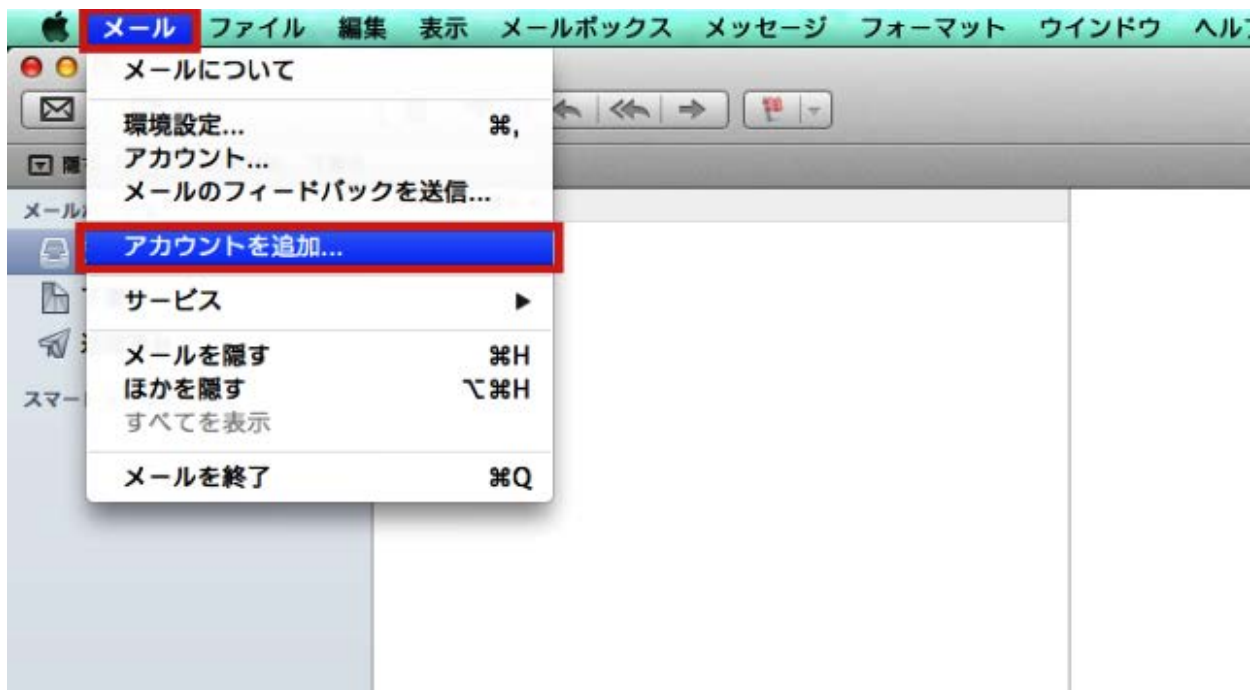 メール ファイル 編集 表示 メールボックス メッセージ フォーマット ウインドウ
メールについて
環境設定... ⌘,
アカウント...
メールのフィードバックを送信...
アカウントを追加...
サービス ▶
メールを隠す ⌘H
ほかを隠す ⌥⌘H
すべてを表示
メールを終了 ⌘Q